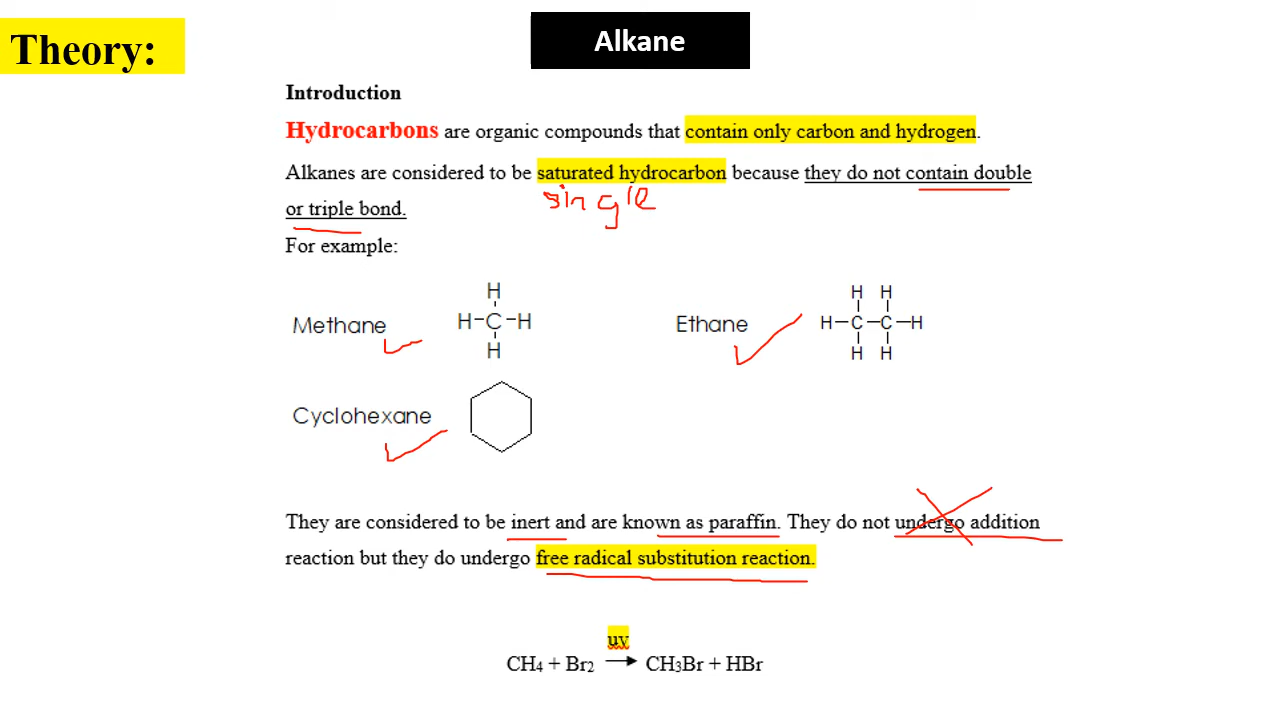 Theory:
Alkane
Introduction
Hydrocarbons are organic compounds that contain only carbon and hydrogen.
Alkanes are considered to be saturated hydrocarbon because they do not contain double
single
or triple bond.
For example:
Methane
H
H-C-H
H
Ethane
H H
H-C-C-H
H H
Cyclohexane
They are considered to be inert and are known as paraffin. They do not undergo addition
reaction but they do undergo free radical substitution reaction.
uv
CH4 + Br2 → CH3Br + HBr